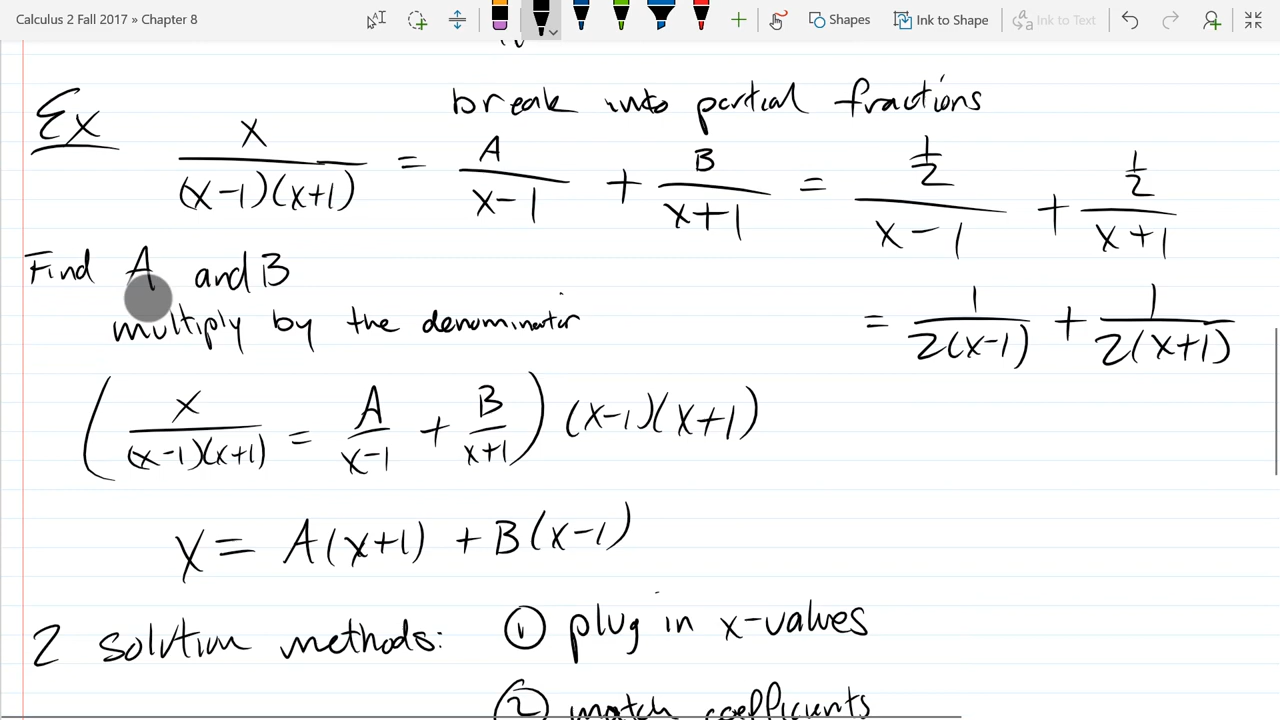 Calculus 2 Fall 2017 » Chapter 8
Shapes
Ink to Shape
Ink to Text
Ex
break into partial fractions
x/((x-1)(x+1)) = A/(x-1) + B/(x+1) = (1/2)/(x-1) + (1/2)/(x+1)
Find A and B
multiply by the denominator
= 1/(2(x-1)) + 1/(2(x+1))
(x/((x-1)(x+1)) = A/(x-1) + B/(x+1)) (x-1)(x+1)
x = A(x+1) + B(x-1)
2 solution methods: ① plug in x-values
② match coefficients